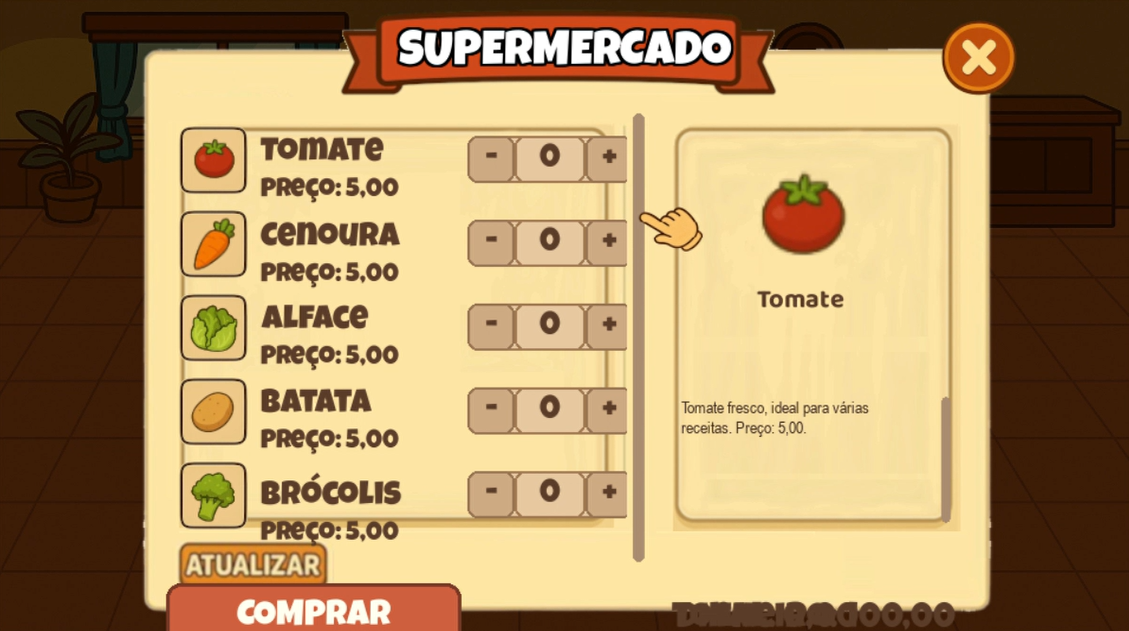 SUPERMERCADO
TOMATE
PREÇO: 5,00
- 0 +
CENOURA
PREÇO: 5,00
- 0 +
ALFACE
PREÇO: 5,00
- 0 +
BATATA
PREÇO: 5,00
- 0 +
BRÓCOLIS
PREÇO: 5,00
- 0 +
ATUALIZAR
COMPRAR
Tomate
Tomate fresco, ideal para várias
receitas. Preço: 5,00.